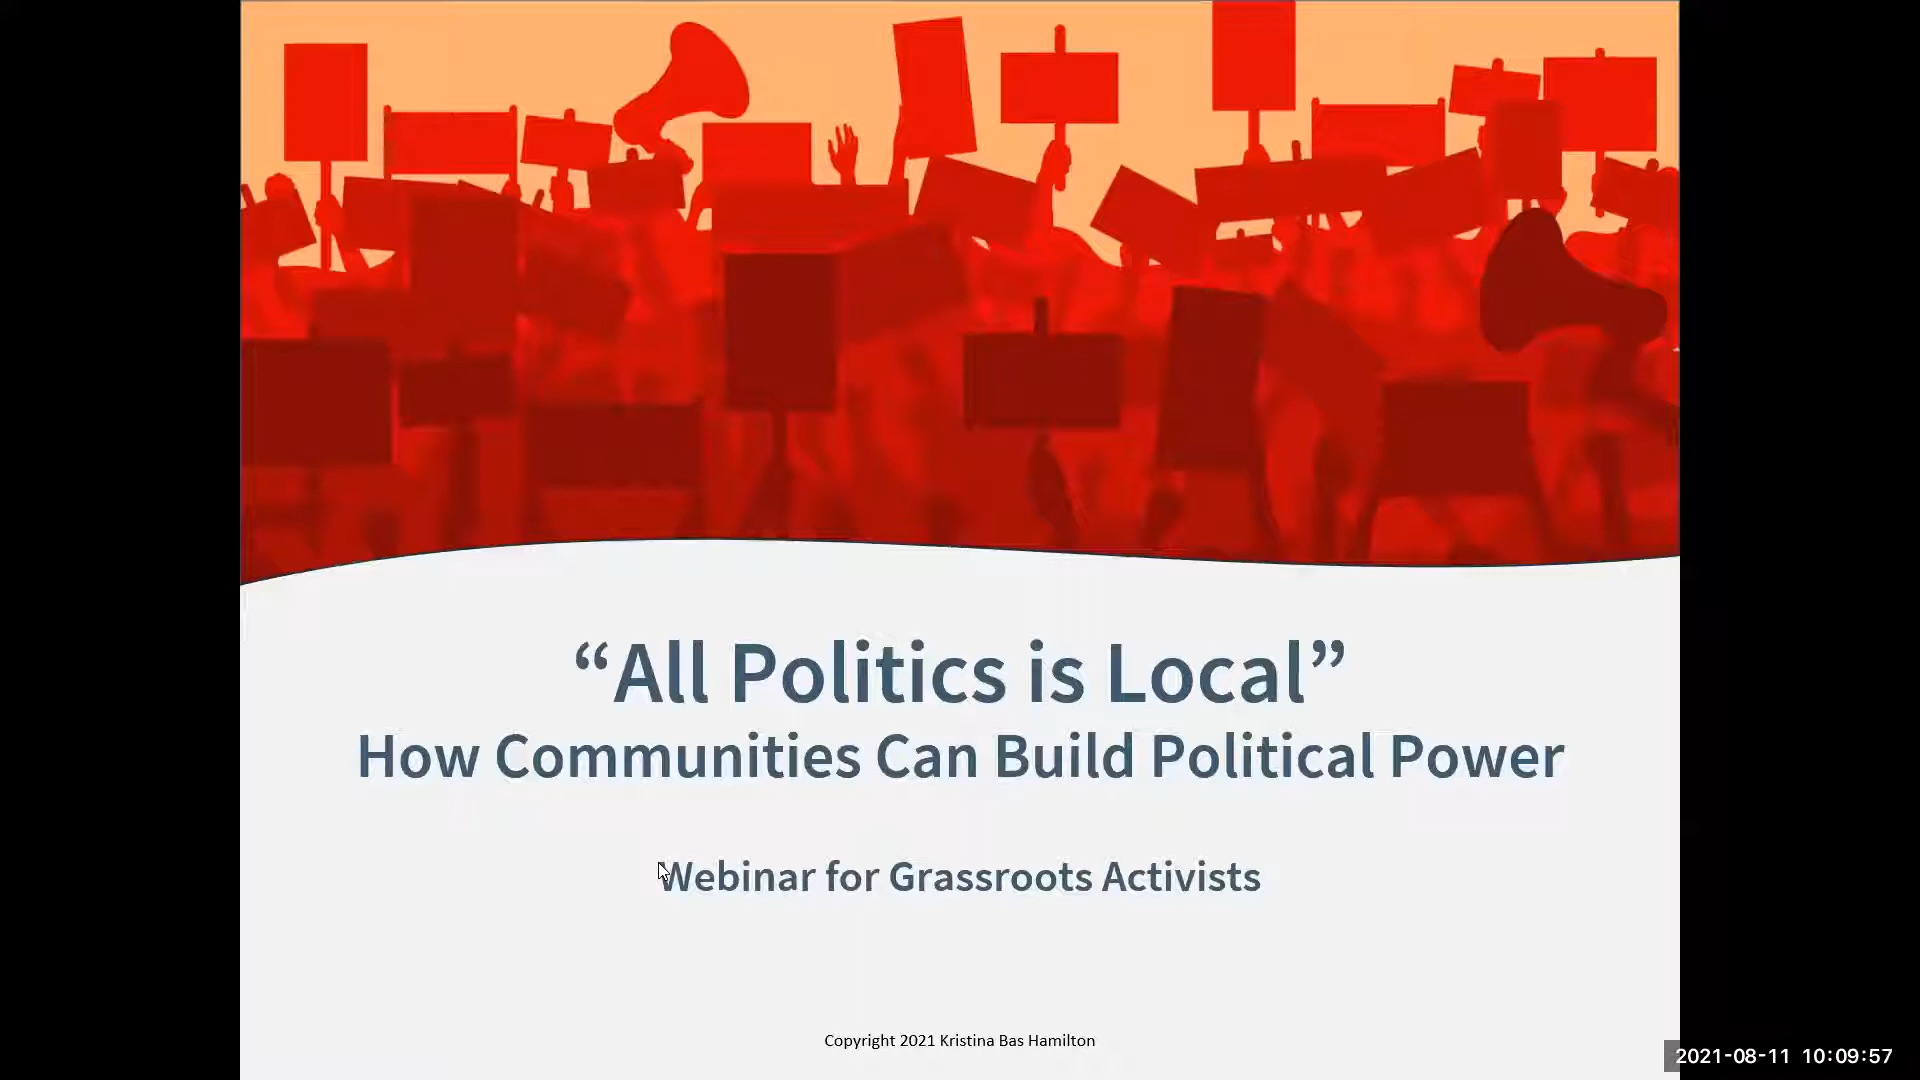 “All Politics is Local”
How Communities Can Build Political Power
Webinar for Grassroots Activists
Copyright 2021 Kristina Bas Hamilton
2021-08-11 10:09:57